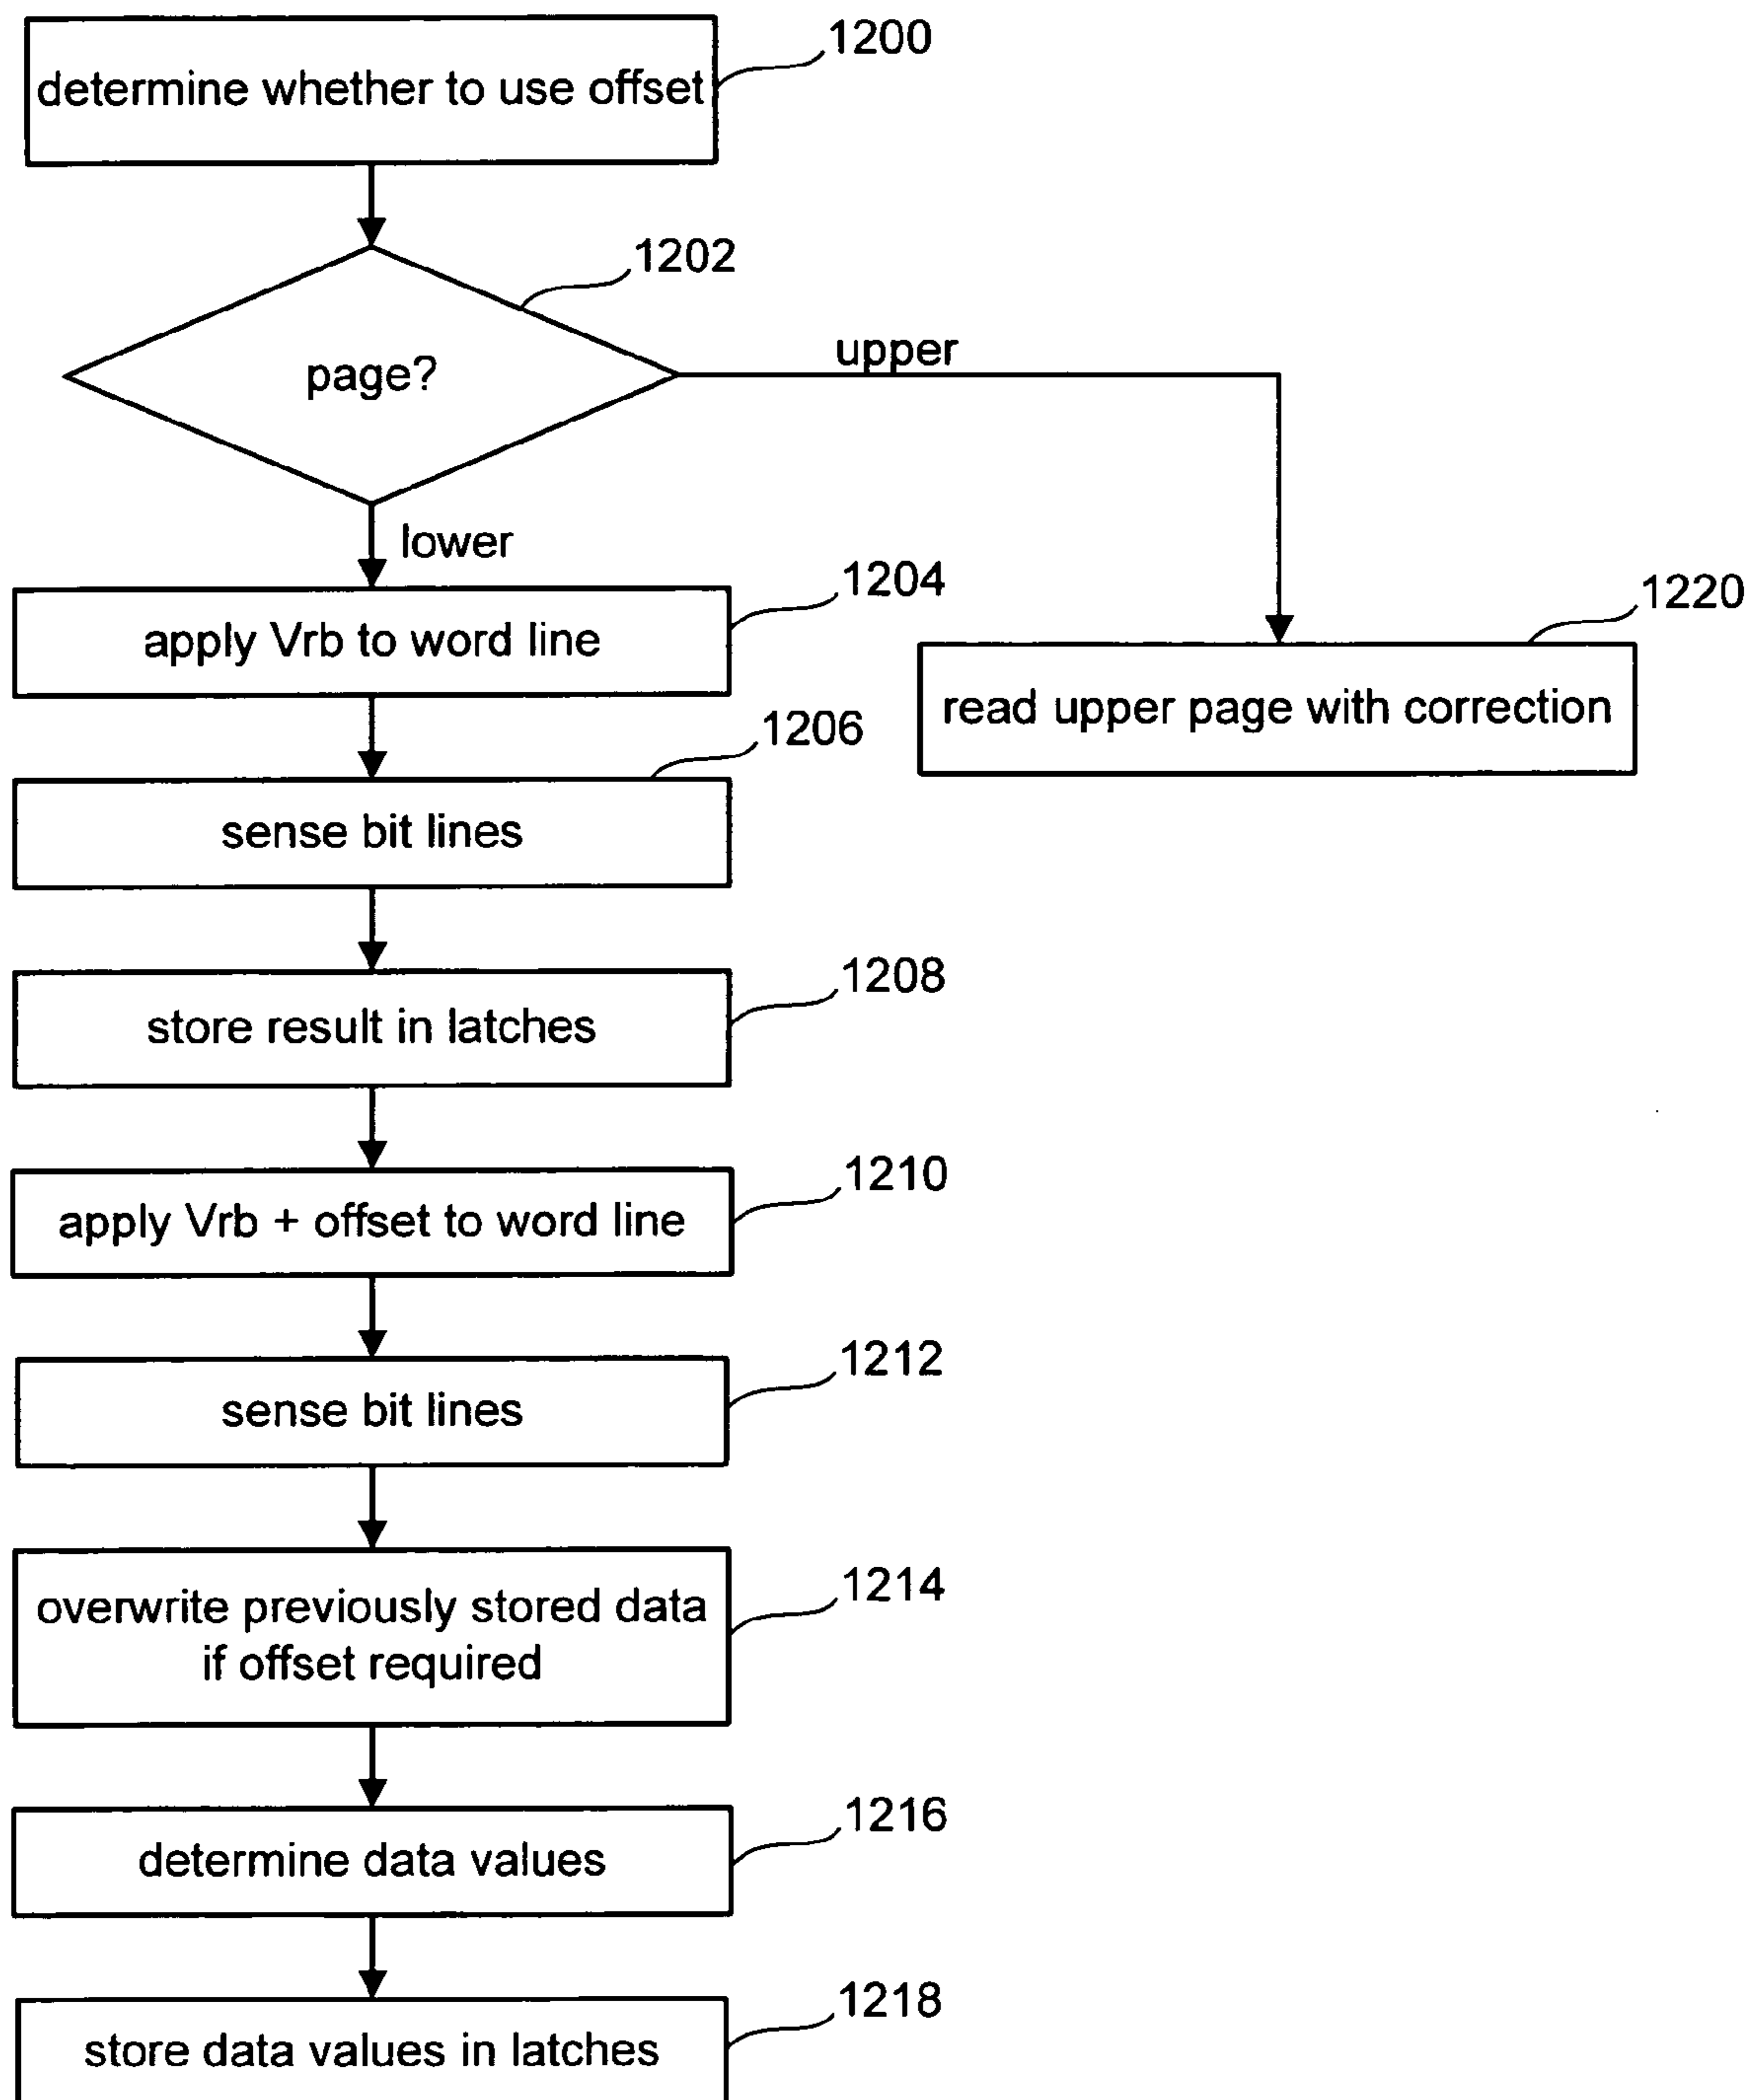 1200
determine whether to use offset
1202
page?
upper
lower
1204
apply Vrb to word line
1220
read upper page with correction
1206
sense bit lines
1208
store result in latches
1210
apply Vrb + offset to word line
1212
sense bit lines
1214
overwrite previously stored data
if offset required
1216
determine data values
1218
store data values in latches